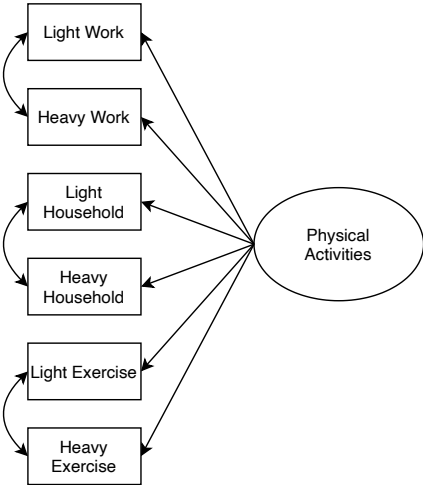 Light Work
Heavy Work
Light
Household
Heavy
Household
Light Exercise
Heavy
Exercise
Physical
Activities